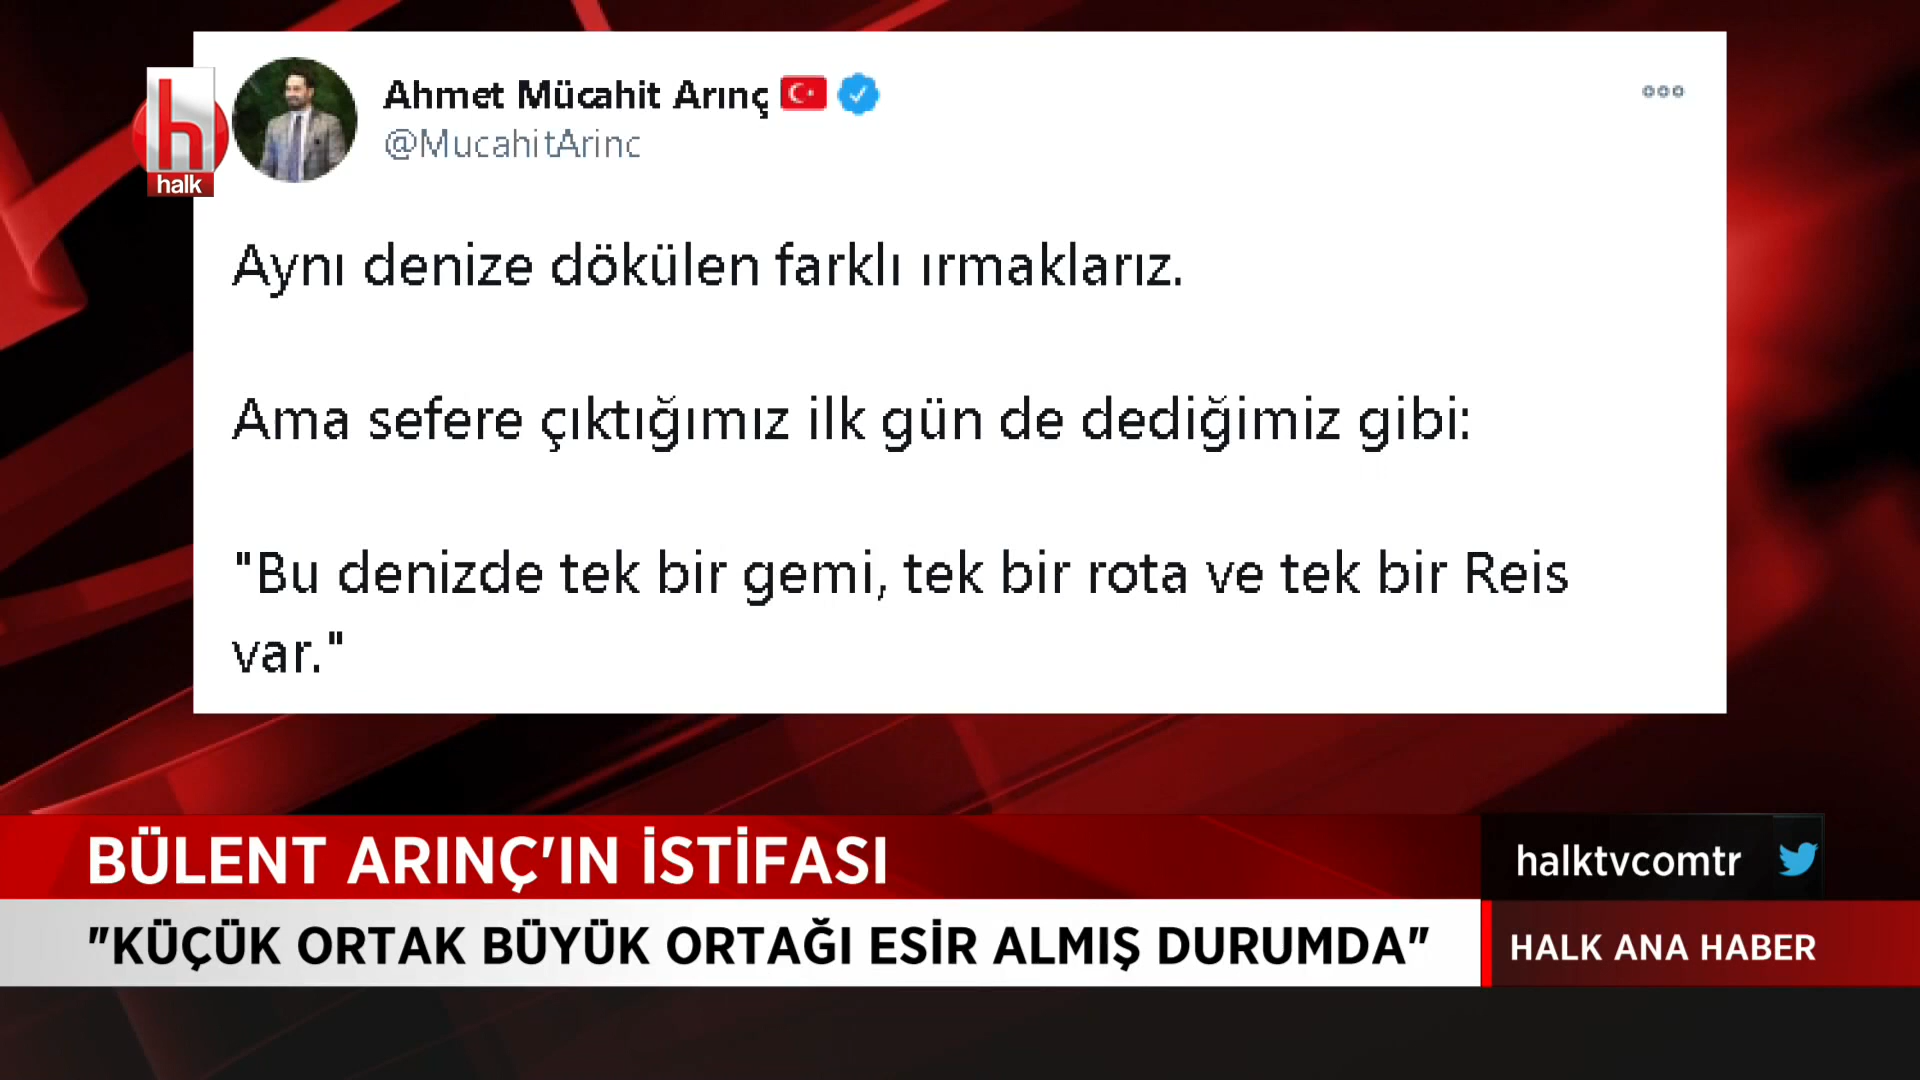 h
halk
Ahmet Mücahit Arınç
@MucahitArinc
Aynı denize dökülen farklı ırmaklarız.
Ama sefere çıktığımız ilk gün de dediğimiz gibi:
"Bu denizde tek bir gemi, tek bir rota ve tek bir Reis
var."
BÜLENT ARINÇ'IN İSTİFASI
halktvcomtr
"KÜÇÜK ORTAK BÜYÜK ORTAĞI ESİR ALMIŞ DURUMDA"
HALK ANA HABER